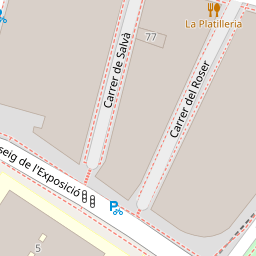 La Platilleria
77
Carrer de Salvà
Carrer del Roser
seig de l'Exposició
P
5